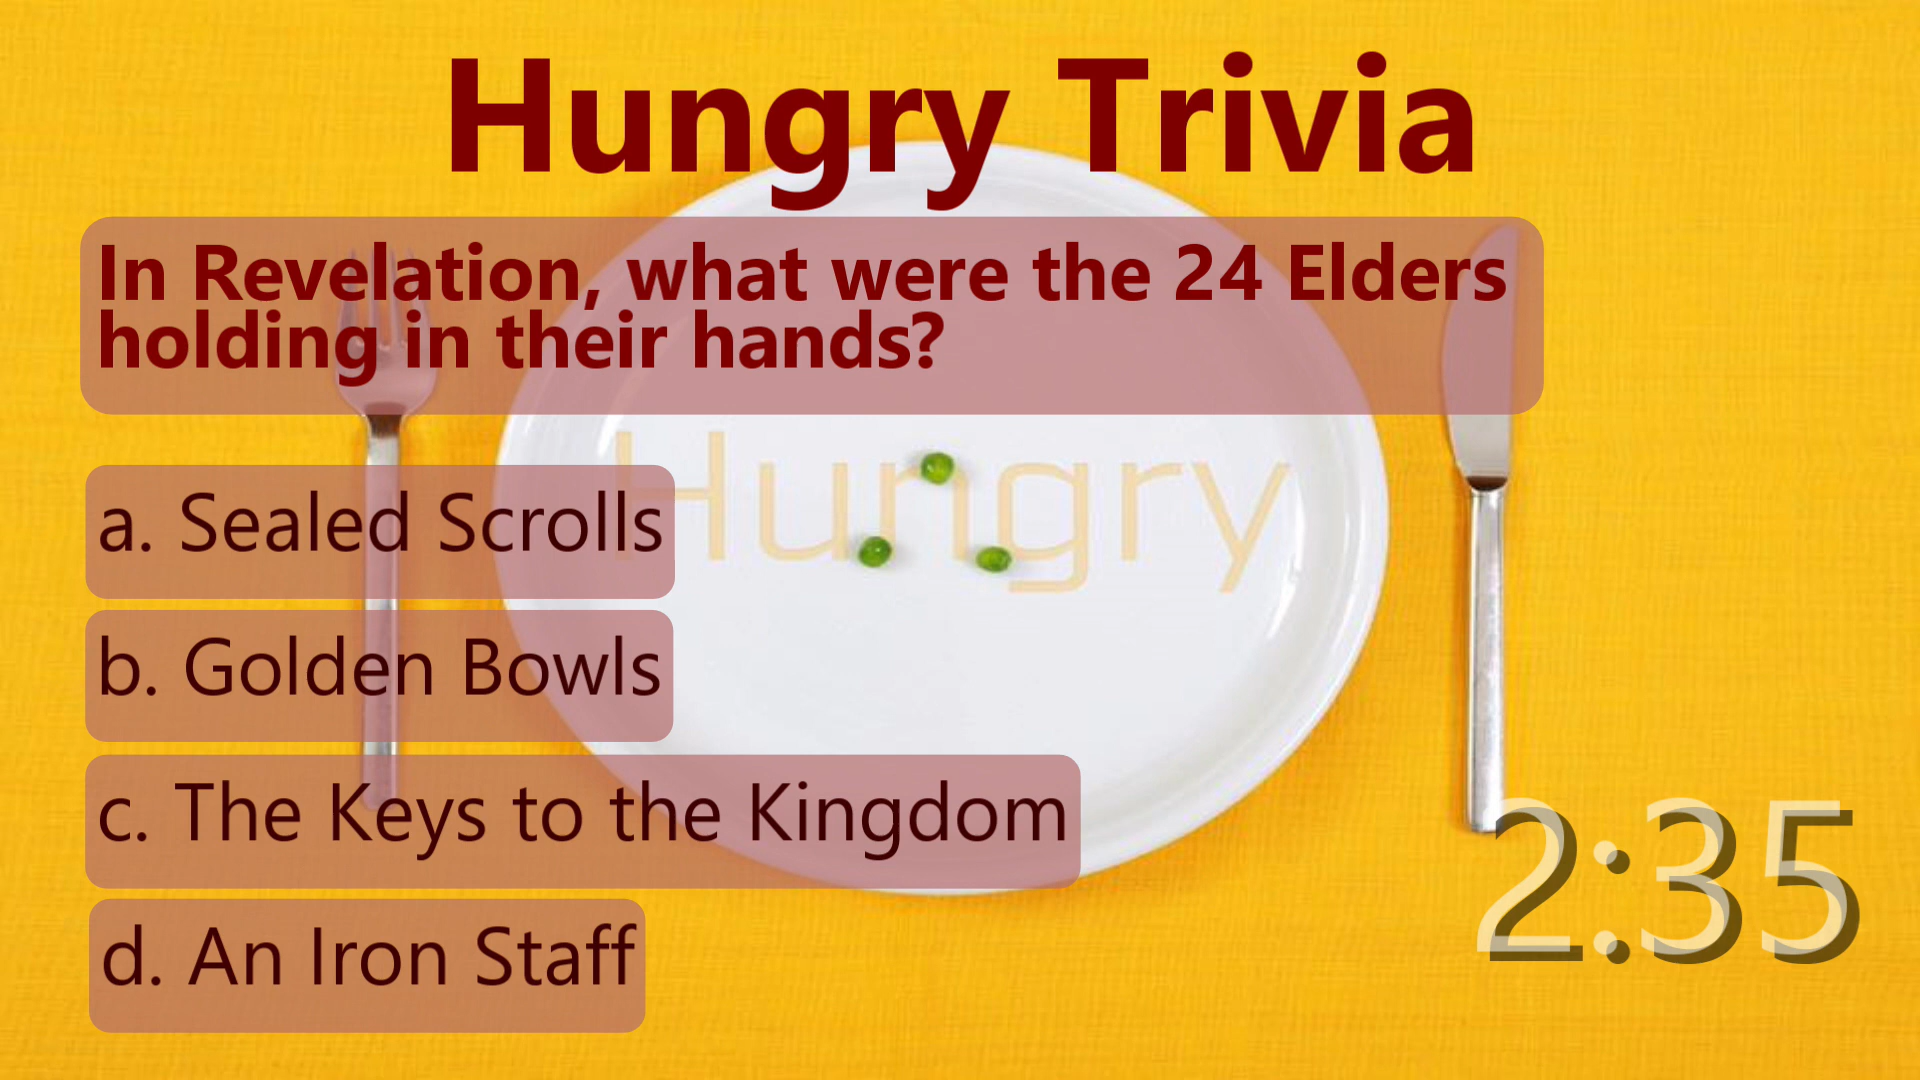 Hungry Trivia
In Revelation, what were the 24 Elders
holding in their hands?
Hungry
a. Sealed Scrolls
b. Golden Bowls
c. The Keys to the Kingdom
d. An Iron Staff
2:35